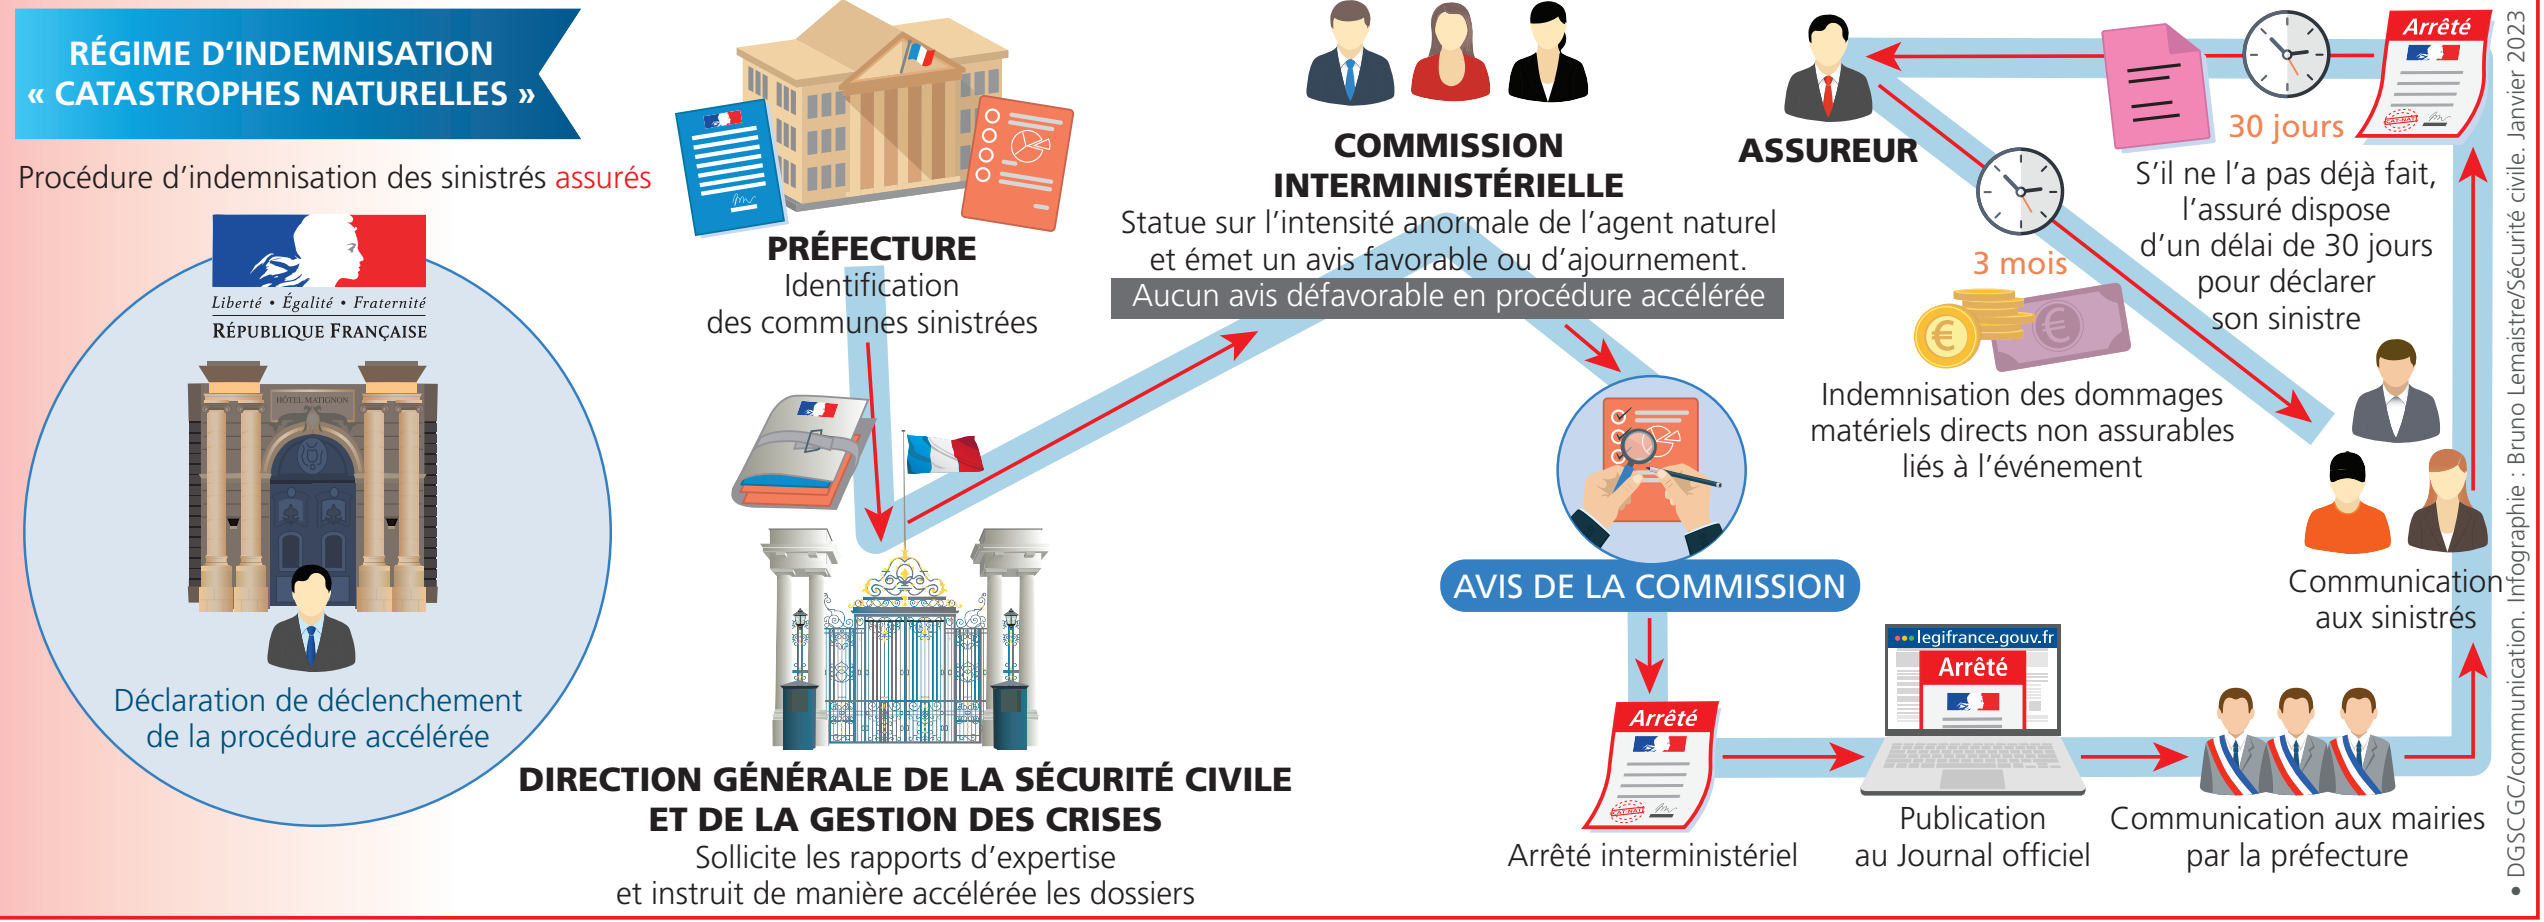 RÉGIME D’INDEMNISATION
« CATASTROPHES NATURELLES »
Procédure d’indemnisation des sinistrés assurés
Liberté • Égalité • Fraternité
RÉPUBLIQUE FRANÇAISE
HÔTEL MATIGNON
Déclaration de déclenchement
de la procédure accélérée
PRÉFECTURE
Identification
des communes sinistrées
DIRECTION GÉNÉRALE DE LA SÉCURITÉ CIVILE
ET DE LA GESTION DES CRISES
Sollicite les rapports d’expertise
et instruit de manière accélérée les dossiers
COMMISSION
INTERMINISTÉRIELLE
Statue sur l’intensité anormale de l’agent naturel
et émet un avis favorable ou d’ajournement.
Aucun avis défavorable en procédure accélérée
AVIS DE LA COMMISSION
Arrêté
CAT-NAT
Arrêté interministériel
legifrance.gouv.fr
Arrêté
Publication
au Journal officiel
Communication aux mairies
par la préfecture
Communication
aux sinistrés
Arrêté
CAT-NAT
30 jours
S’il ne l’a pas déjà fait,
l’assuré dispose
d’un délai de 30 jours
pour déclarer
son sinistre
ASSUREUR
3 mois
Indemnisation des dommages
matériels directs non assurables
liés à l’événement
• DGSCGC/communication. Infographie : Bruno Lemaistre/Sécurité civile. Janvier 2023